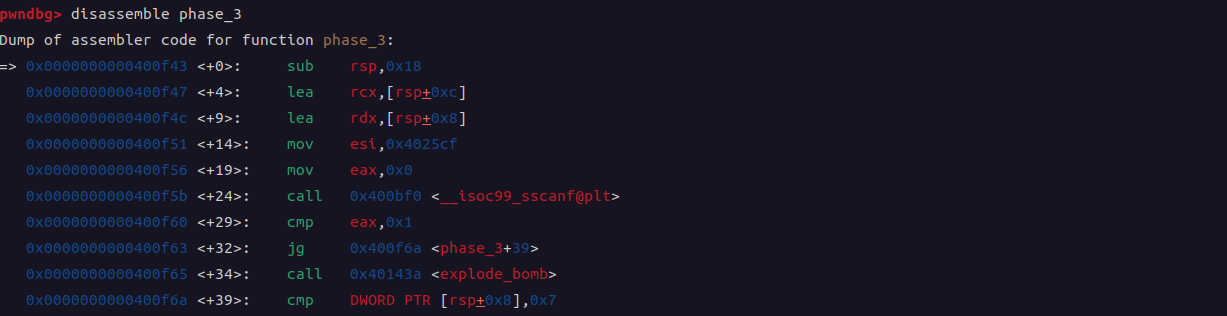 pwndbg> disassemble phase_3
Dump of assembler code for function phase_3:
=> 0x0000000000400f43 <+0>: sub rsp,0x18
0x0000000000400f47 <+4>: lea rcx,[rsp+0xc]
0x0000000000400f4c <+9>: lea rdx,[rsp+0x8]
0x0000000000400f51 <+14>: mov esi,0x4025cf
0x0000000000400f56 <+19>: mov eax,0x0
0x0000000000400f5b <+24>: call 0x400bf0 <__isoc99_sscanf@plt>
0x0000000000400f60 <+29>: cmp eax,0x1
0x0000000000400f63 <+32>: jg 0x400f6a <phase_3+39>
0x0000000000400f65 <+34>: call 0x40143a <explode_bomb>
0x0000000000400f6a <+39>: cmp DWORD PTR [rsp+0x8],0x7